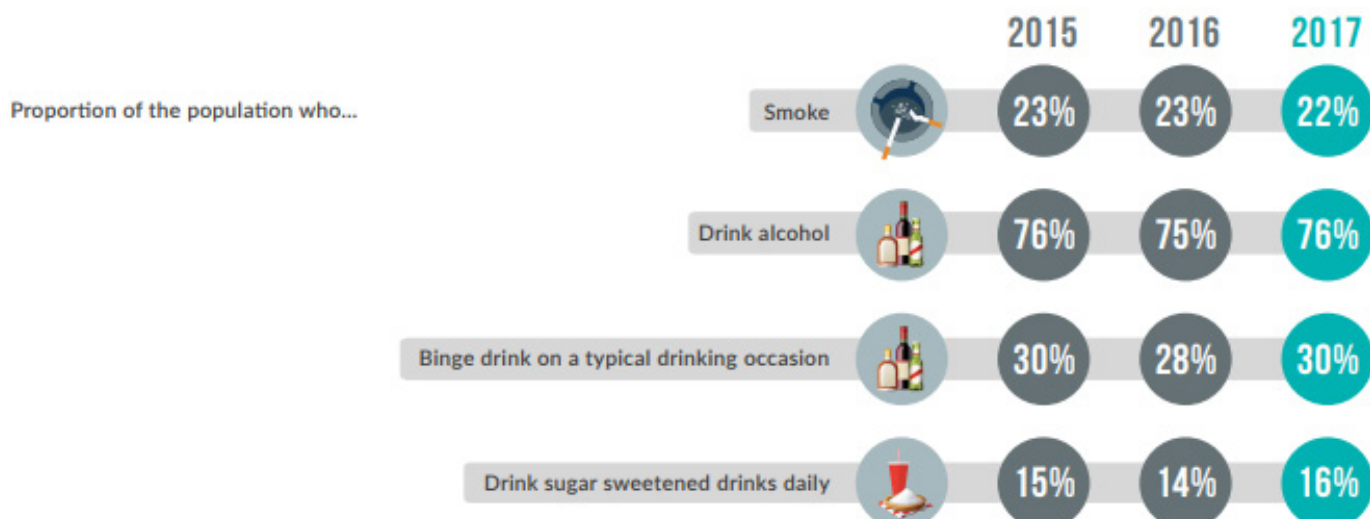 2015 2016 2017
Proportion of the population who... Smoke 23% 23% 22%
Drink alcohol 76% 75% 76%
Binge drink on a typical drinking occasion 30% 28% 30%
Drink sugar sweetened drinks daily 15% 14% 16%